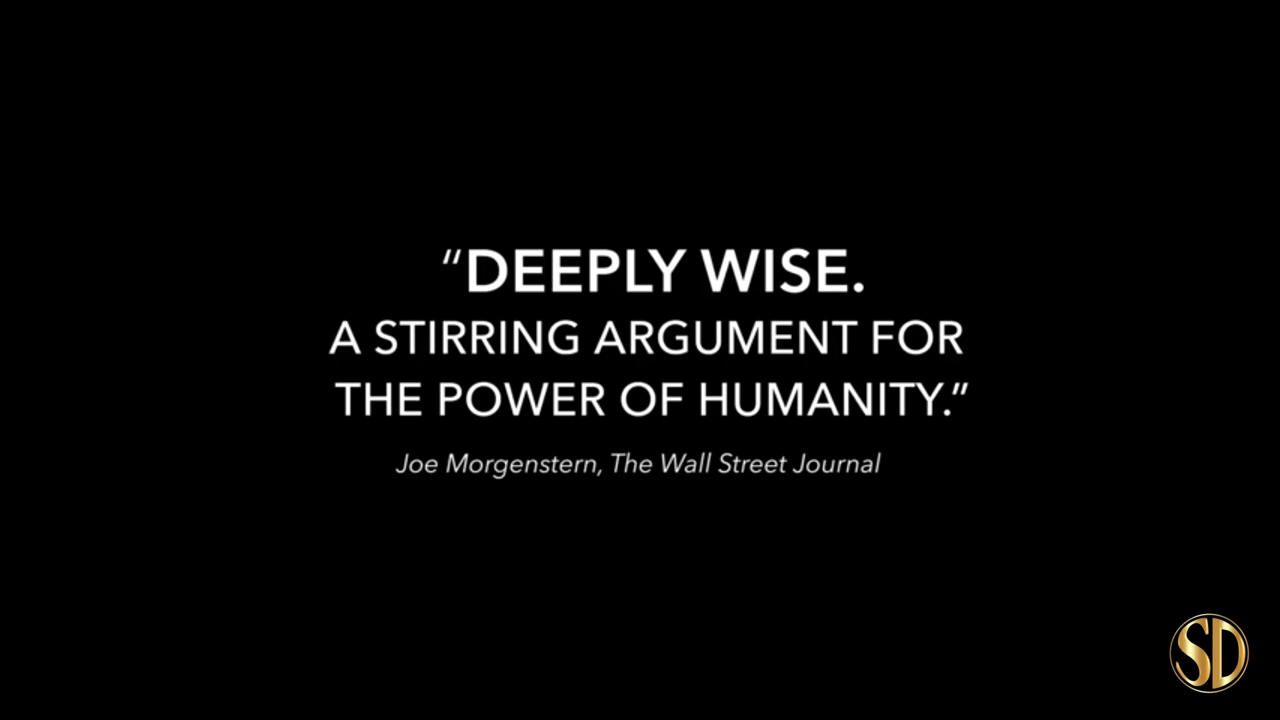 “DEEPLY WISE.
A STIRRING ARGUMENT FOR
THE POWER OF HUMANITY.”
Joe Morgenstern, The Wall Street Journal
SD